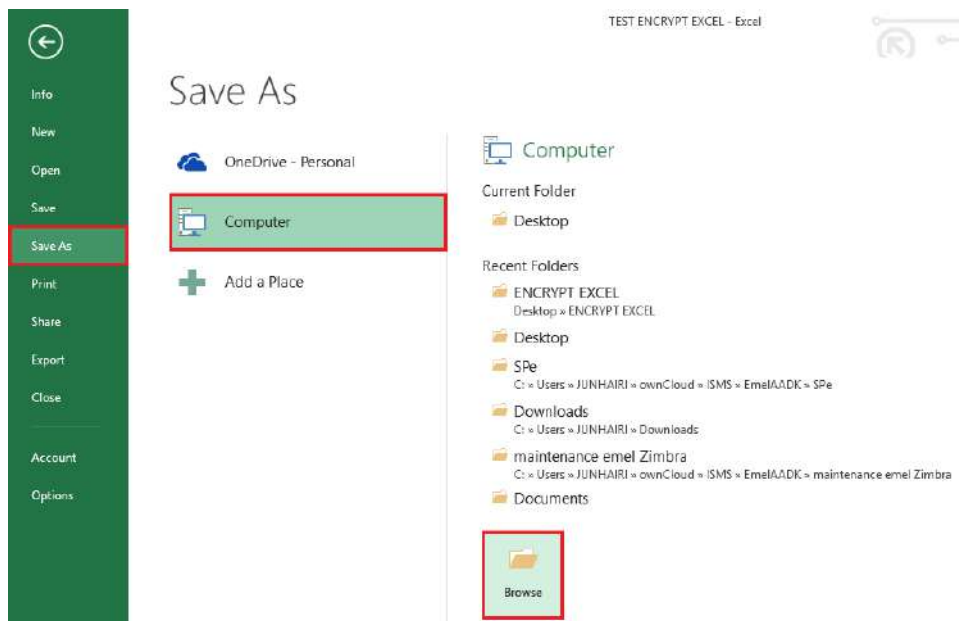 TEST ENCRYPT EXCEL - Excel
Info
New
Open
Save
Save As
Print
Share
Export
Close
Account
Options
Save As
OneDrive - Personal
Computer
Add a Place
Computer
Current Folder
Desktop
Recent Folders
ENCRYPT EXCEL
Desktop » ENCRYPT EXCEL
Desktop
SPe
C: » Users » JUNHAIRI » ownCloud » ISMS » EmelAADK » SPe
Downloads
C: » Users » JUNHAIRI » Downloads
maintenance emel Zimbra
C: » Users » JUNHAIRI » ownCloud » ISMS » EmelAADK » maintenance emel Zimbra
Documents
Browse